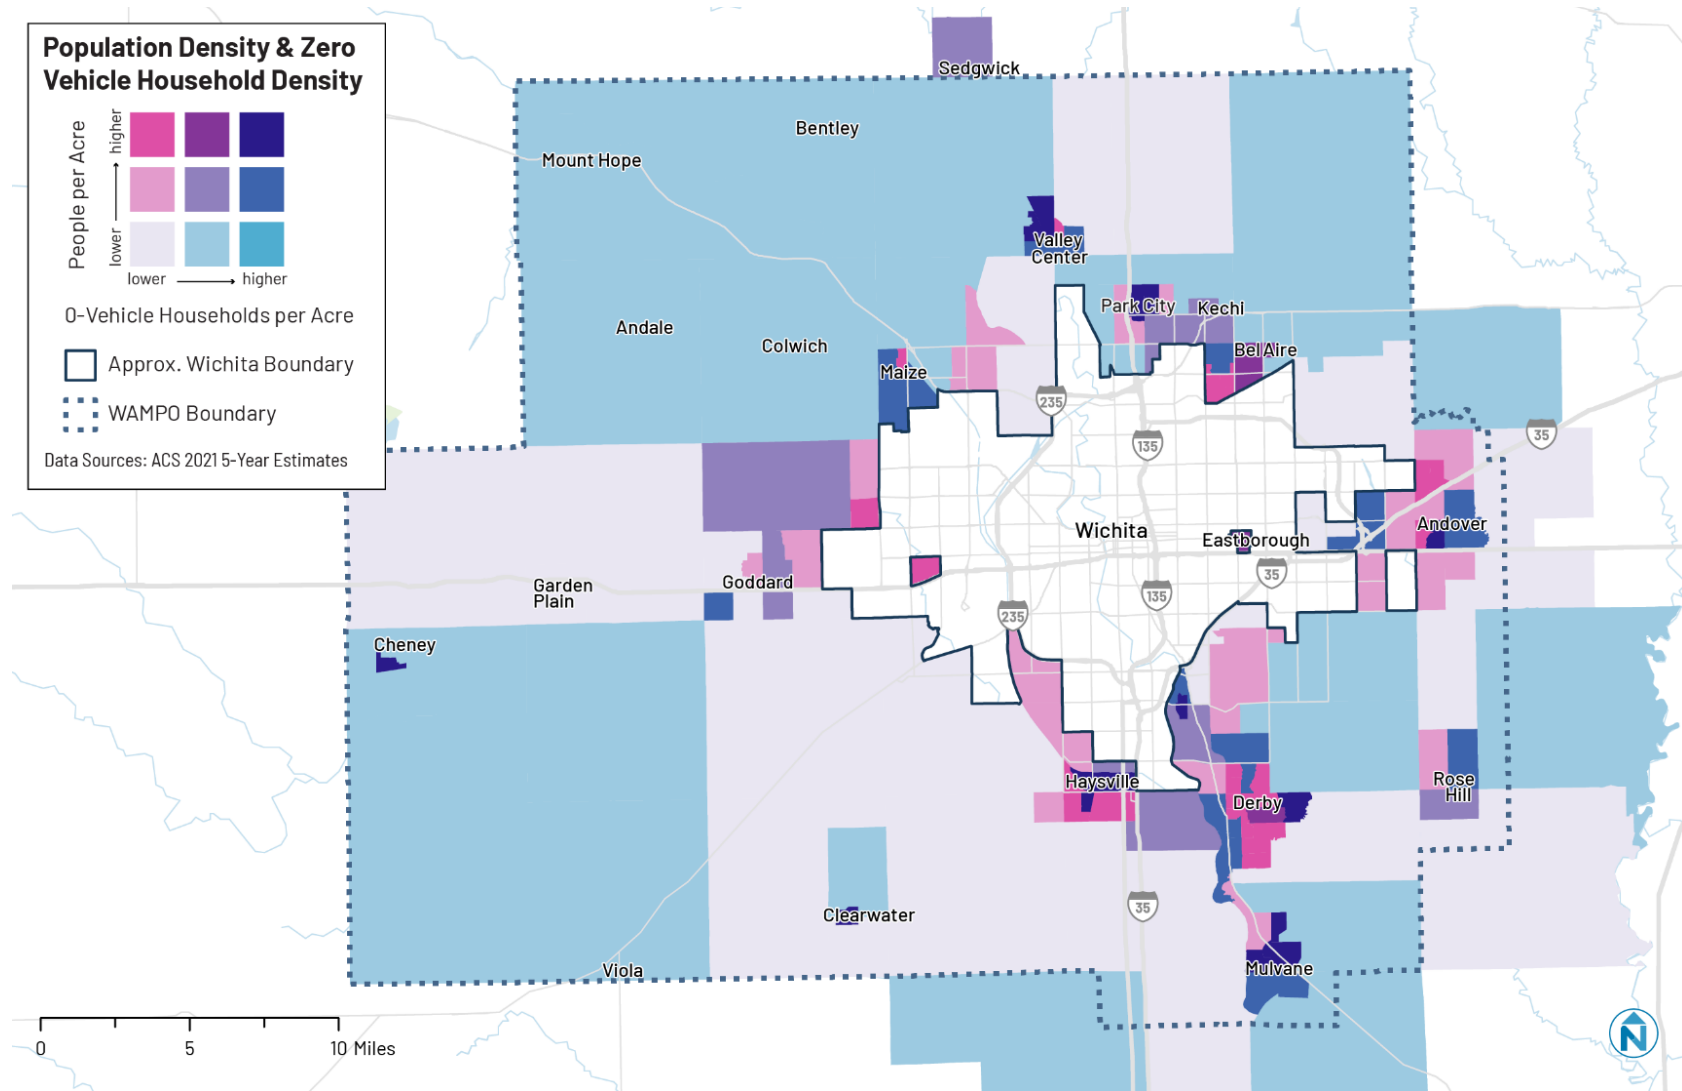 Population Density & Zero
Vehicle Household Density
People per Acre
higher
lower
lower
higher
0-Vehicle Households per Acre
Approx. Wichita Boundary
WAMPO Boundary
Data Sources: ACS 2021 5-Year Estimates
Sedgwick
Bentley
Mount Hope
Valley
Center
Park City
Kechi
Andale
Colwich
Bel Aire
Maize
235
135
35
Wichita
Eastborough
Andover
35
Goddard
Garden
Plain
235
135
Cheney
Haysville
Derby
Rose
Hill
Clearwater
35
Viola
Mulvane
0
5
10 Miles
N